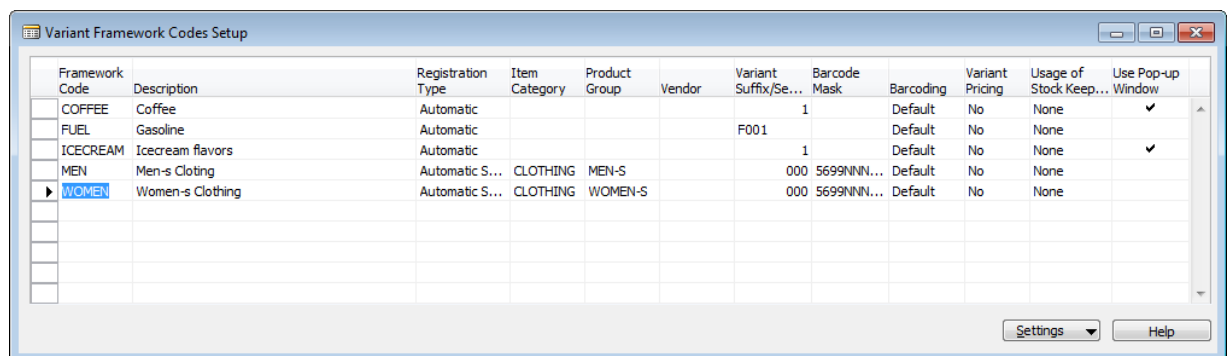 Variant Framework Codes Setup
Framework Code Description Registration Type Item Category Product Group Vendor Variant Suffix/Se... Barcode Mask Barcoding Variant Pricing Usage of Stock Keep... Use Pop-up Window
COFFEE Coffee Automatic 1 Default No None ✔
FUEL Gasoline Automatic F001 Default No None
ICECREAM Icecream flavors Automatic 1 Default No None ✔
MEN Men-s Cloting Automatic S... CLOTHING MEN-S 000 5699NNN... Default No None
WOMEN Women-s Clothing Automatic S... CLOTHING WOMEN-S 000 5699NNN... Default No None
Settings Help